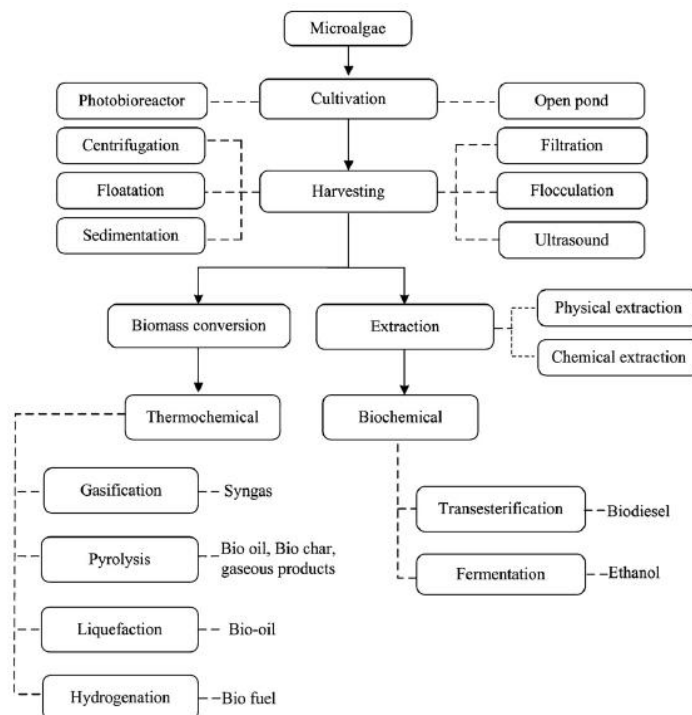 Microalgae
Photobioreactor
Cultivation
Open pond
Centrifugation
Filtration
Floatation
Harvesting
Flocculation
Sedimentation
Ultrasound
Biomass conversion
Extraction
Physical extraction
Chemical extraction
Thermochemical
Biochemical
Gasification
Syngas
Pyrolysis
Bio oil, Bio char,
gaseous products
Liquefaction
Bio-oil
Hydrogenation
Bio fuel
Transesterification
Biodiesel
Fermentation
Ethanol